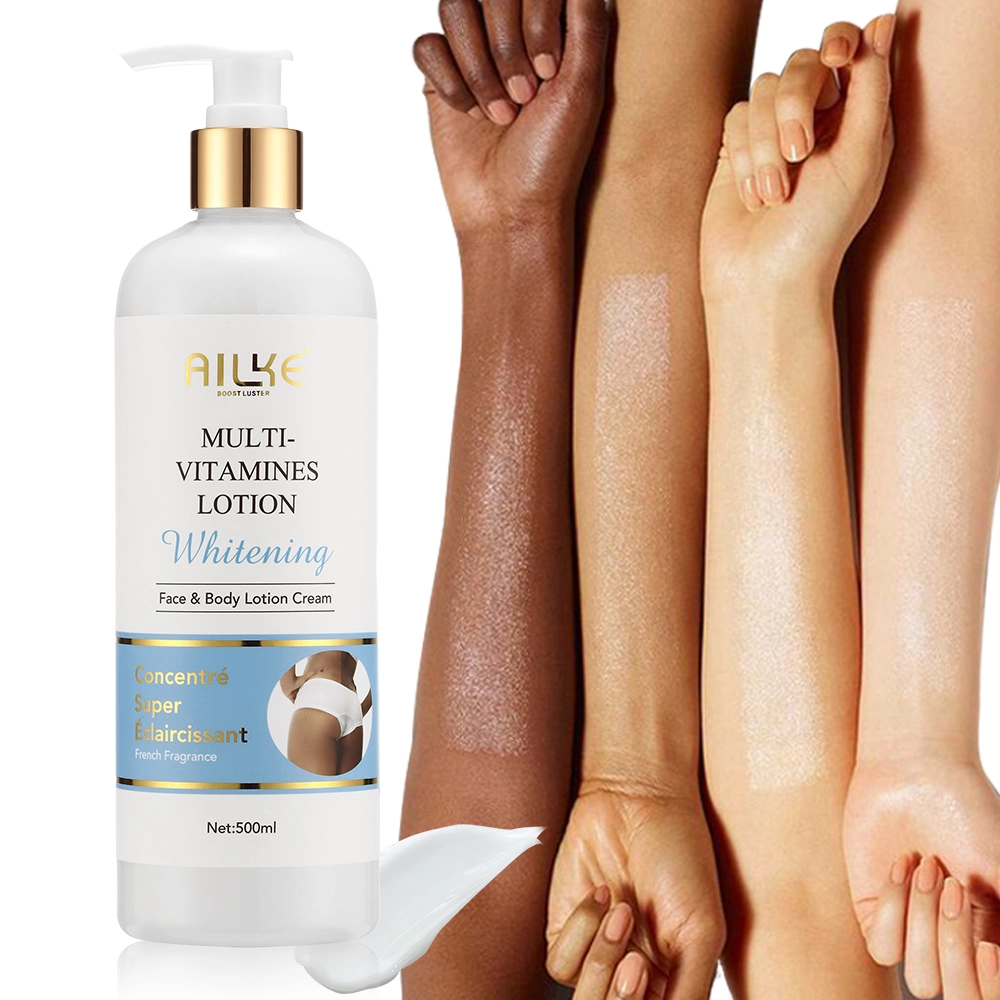 AILKE
BOOST LUSTER
MULTI-
VITAMINES
LOTION
Whitening
Face & Body Lotion Cream
Concentré
Super
Éclaircissant
French Fragrance
Net:500ml